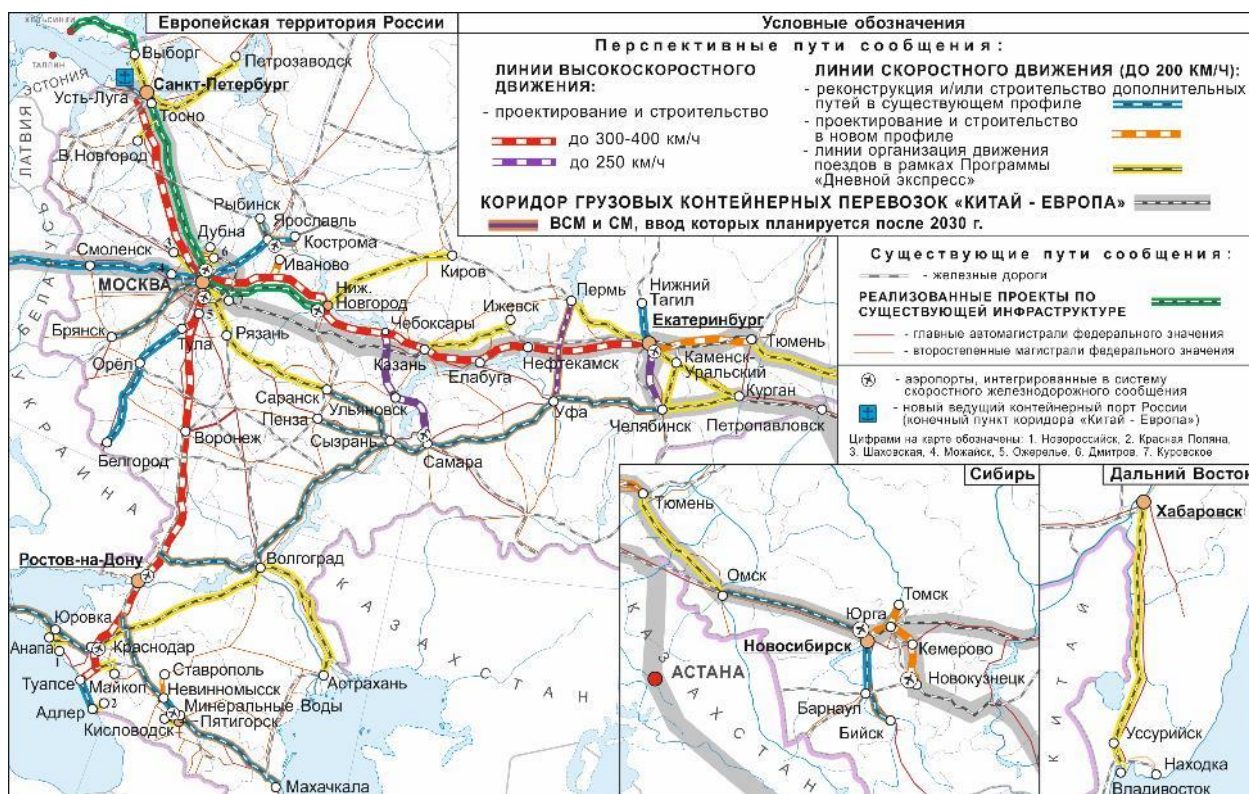 Европейская территория России
Условные обозначения
Перспективные пути сообщения :
ЛИНИИ ВЫСОКОСКОРОСТНОГО
ДВИЖЕНИЯ:
- проектирование и строительство
до 300-400 км/ч
до 250 км/ч
ЛИНИИ СКОРОСТНОГО ДВИЖЕНИЯ (ДО 200 КМ/Ч):
- реконструкция и/или строительство дополнительных
путей в существующем профиле
- проектирование и строительство
в новом профиле
- линии организация движения
поездов в рамках Программы
«Дневной экспресс»
КОРИДОР ГРУЗОВЫХ КОНТЕЙНЕРНЫХ ПЕРЕВОЗОК «КИТАЙ - ЕВРОПА»
ВСМ и СМ, ввод которых планируется после 2030 г.
Существующие пути сообщения :
- железные дороги
РЕАЛИЗОВАННЫЕ ПРОЕКТЫ ПО
СУЩЕСТВУЮЩЕЙ ИНФРАСТРУКТУРЕ
- главные автомагистрали федерального значения
- второстепенные магистрали федерального значения
- аэропорты, интегрированные в систему
скоростного железнодорожного сообщения
- новый ведущий контейнерный порт России
(конечный пункт коридора «Китай - Европа»)
Цифрами на карте обозначены: 1. Новороссийск, 2. Красная Поляна,
3. Шаховская, 4. Можайск, 5. Ожерелье, 6. Дмитров, 7. Куровское
ТАЛЛИН
ЭСТОНИЯ
ЛАТВИЯ
БЕЛАРУСЬ
УКРАИНА
КАЗАХСТАН
Выборг
Петрозаводск
Санкт-Петербург
Усть-Луга
Тосно
В.Новгород
Рыбинск
Ярославль
Дубна
Кострома
Смоленск
Иваново
6
4
МОСКВА
Ниж.
Новгород
Киров
Пермь
Нижний
Тагил
Ижевск
Екатеринбург
Брянск
Рязань
Чебоксары
Тюмень
Тула
Казань
Елабуга
Нефтекамск
Каменск-
Уральский
Орёл
Саранск
Курган
Ульяновск
Пенза
Уфа
Челябинск
Петропавловск
Воронеж
Сызрань
Белгород
Самара
Ростов-на-Дону
Волгоград
Юровка
Анапа
1
Краснодар
Ставрополь
Туапсе
Майкоп
Невинномысск
Астрахань
2
Минеральные Воды
Адлер
Пятигорск
Кисловодск
Махачкала
Сибирь
Тюмень
Омск
Томск
Юрга
Новосибирск
Кемерово
АСТАНА
Новокузнецк
Барнаул
Бийск
КАЗАХСТАН
Дальний Восток
Хабаровск
КИТАЙ
Уссурийск
Находка
Владивосток